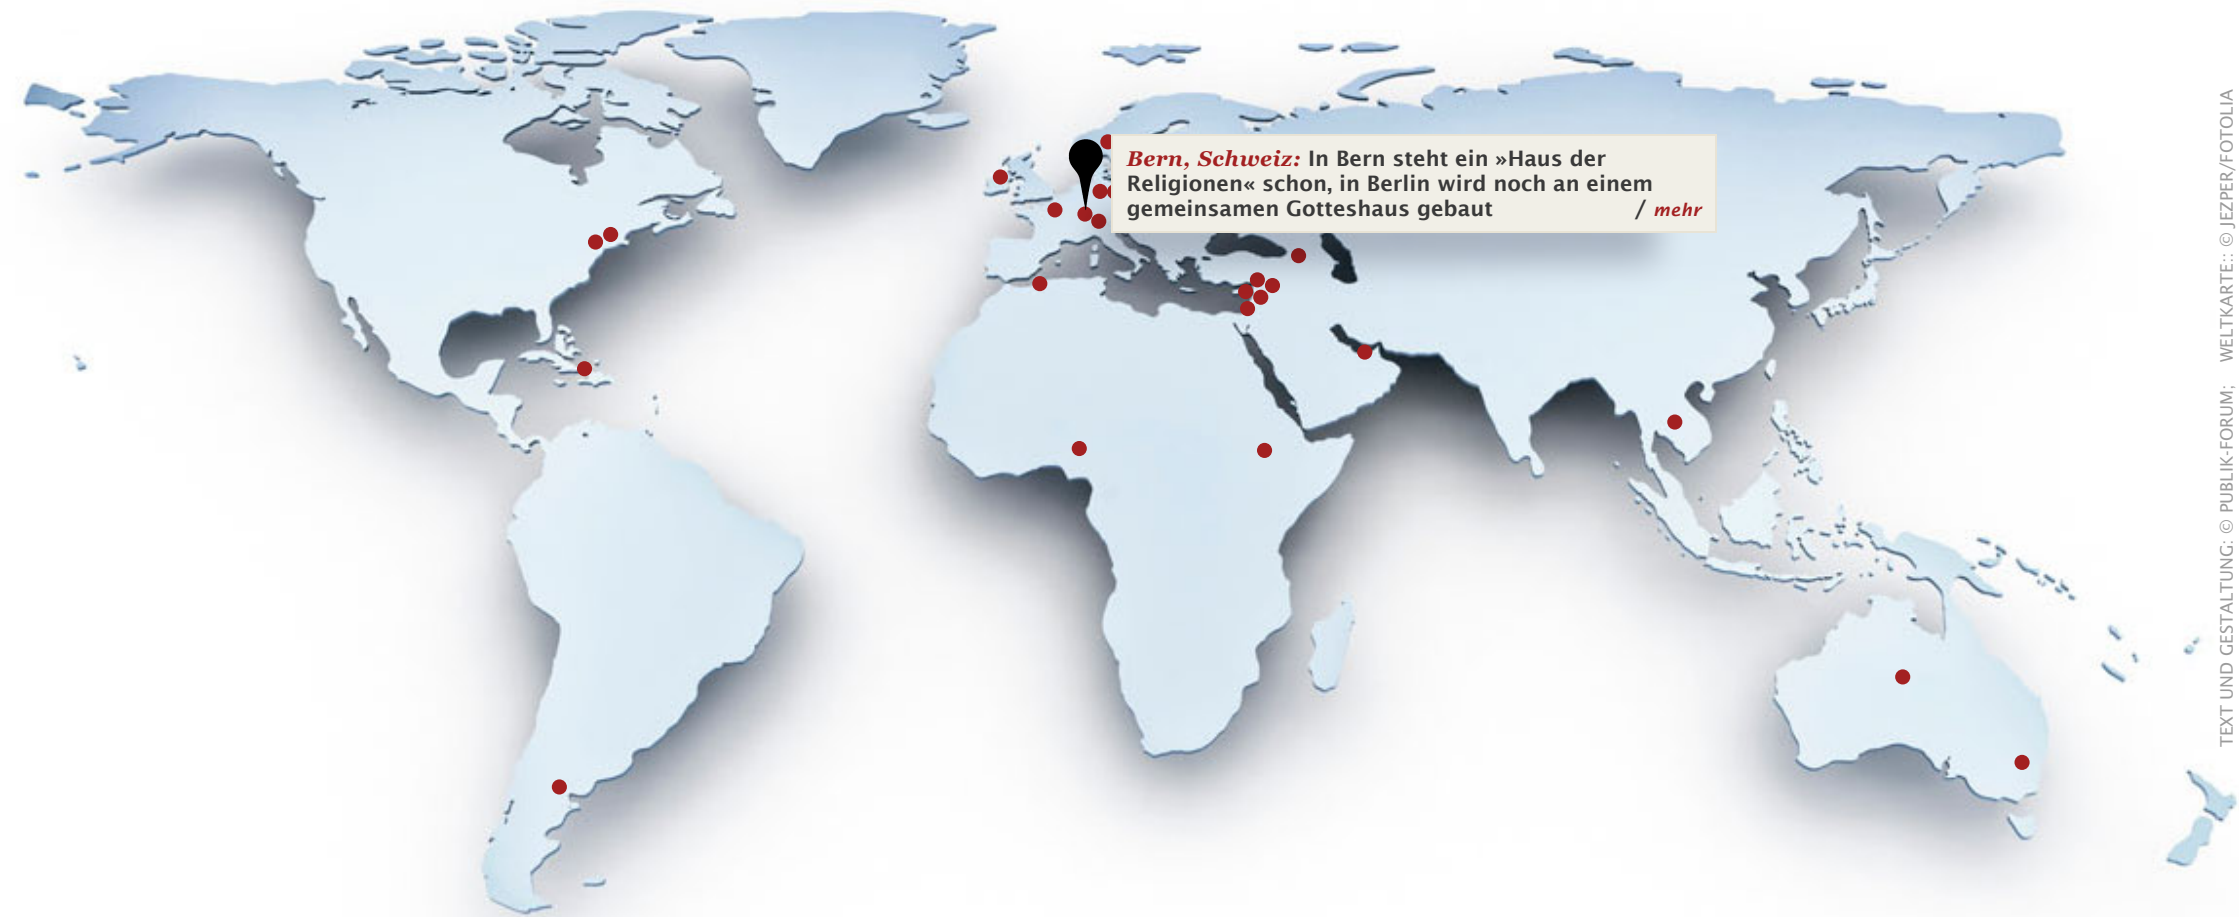 Bern, Schweiz: In Bern steht ein »Haus der
Religionen« schon, in Berlin wird noch an einem
gemeinsamen Gotteshaus gebaut / mehr
TEXT UND GESTALTUNG: © PUBLIK-FORUM; WELTKARTE:: © JEZPER/FOTOLIA